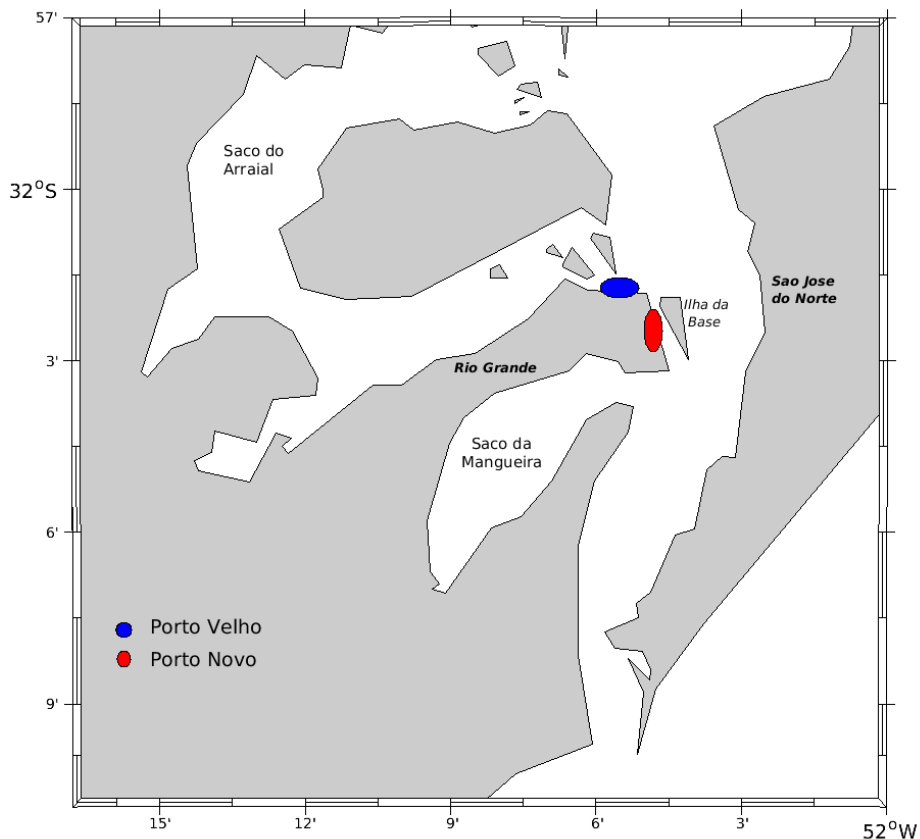 57'
Saco do
Arraial
32°S
Sao Jose
do Norte
Ilha da
Base
3'
Rio Grande
Saco da
Mangueira
6'
Porto Velho
Porto Novo
9'
15'
12'
9'
6'
3'
52°W